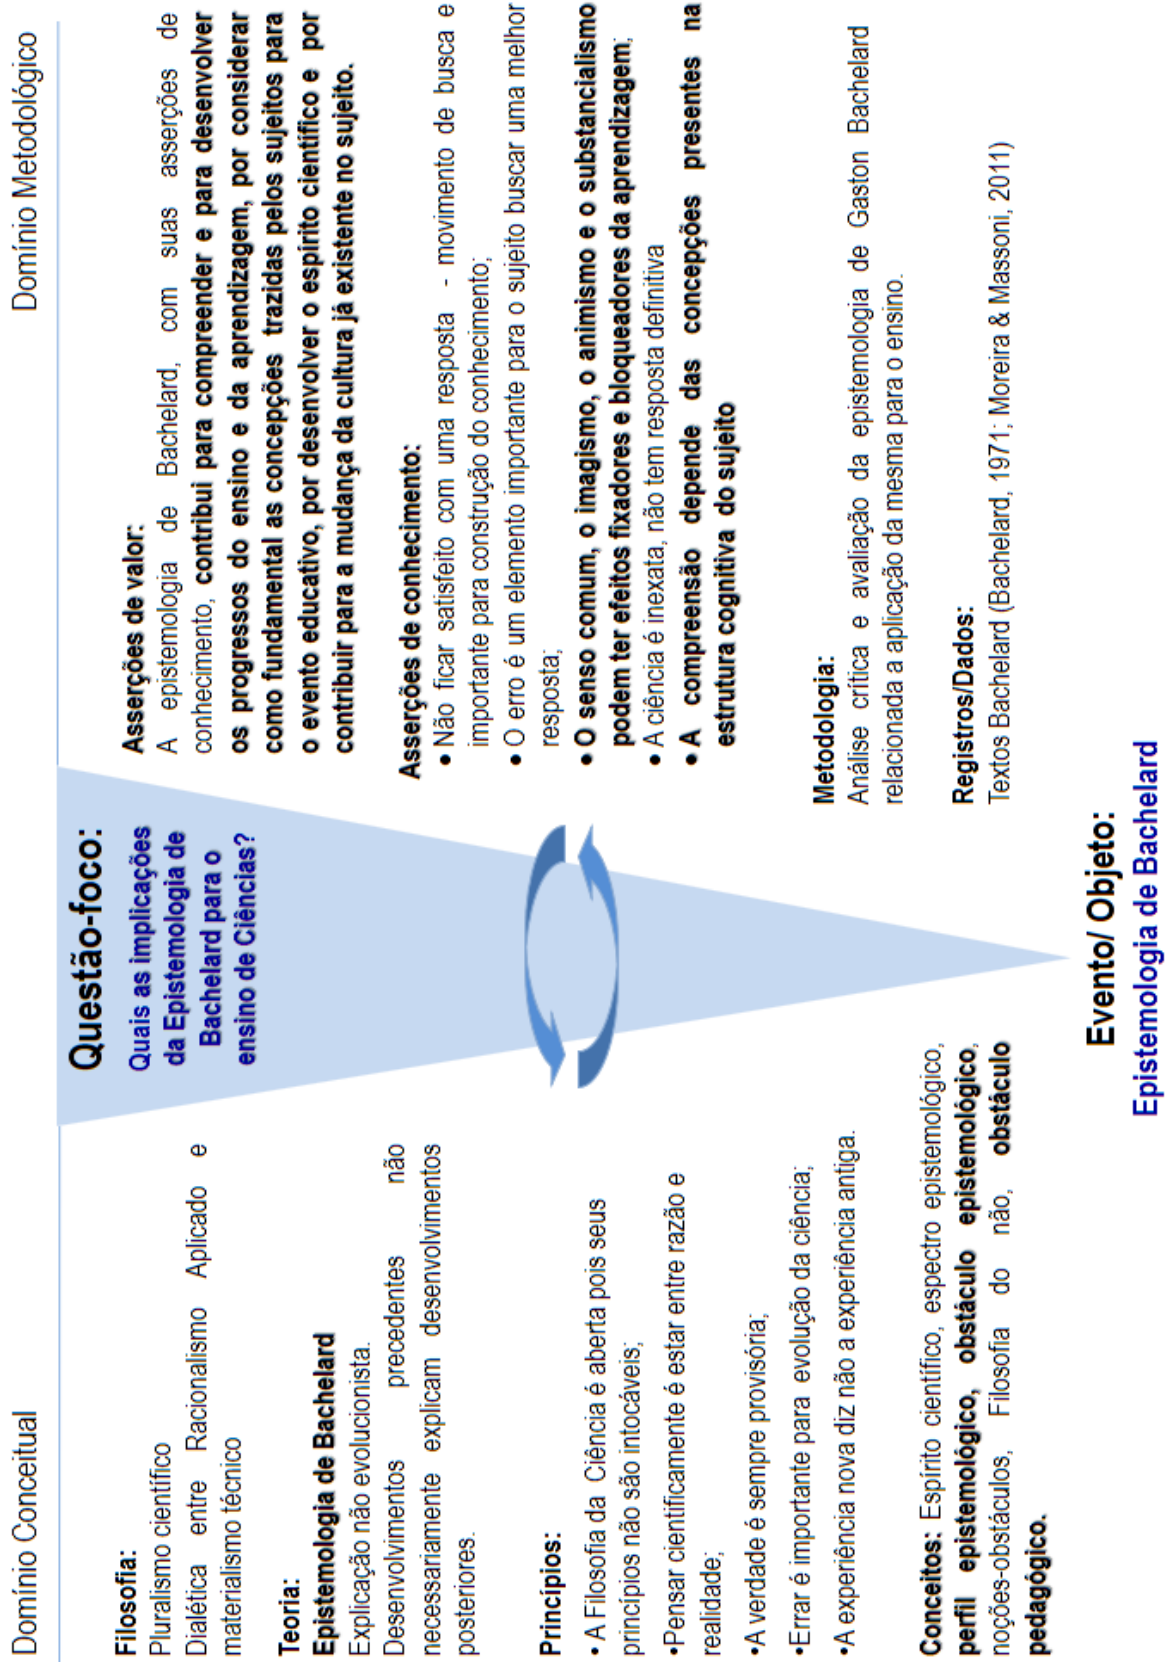 Domínio Conceitual
Filosofia:
Pluralismo científico
Dialética entre Racionalismo Aplicado e
materialismo técnico
Teoria:
Epistemologia de Bachelard
Explicação não evolucionista.
Desenvolvimentos precedentes não
necessariamente explicam desenvolvimentos
posteriores.
Princípios:
• A Filosofia da Ciência é aberta pois seus
princípios não são intocáveis;
•Pensar cientificamente é estar entre razão e
realidade;
•A verdade é sempre provisória;
•Errar é importante para evolução da ciência;
•A experiência nova diz não a experiência antiga.
Conceitos: Espírito científico, espectro epistemológico,
perfil epistemológico, obstáculo epistemológico,
noções-obstáculos, Filosofia do não, obstáculo
pedagógico.
Questão-foco:
Quais as implicações
da Epistemologia de
Bachelard para o
ensino de Ciências?
Evento/ Objeto:
Epistemologia de Bachelard
Domínio Metodológico
Asserções de valor:
A epistemologia de Bachelard, com suas asserções de
conhecimento, contribui para compreender e para desenvolver
os progressos do ensino e da aprendizagem, por considerar
como fundamental as concepções trazidas pelos sujeitos para
o evento educativo, por desenvolver o espírito científico e por
contribuir para a mudança da cultura já existente no sujeito.
Asserções de conhecimento:
• Não ficar satisfeito com uma resposta - movimento de busca e
importante para construção do conhecimento;
• O erro é um elemento importante para o sujeito buscar uma melhor
resposta;
• O senso comum, o imagismo, o animismo e o substancialismo
podem ter efeitos fixadores e bloqueadores da aprendizagem;
• A ciência é inexata, não tem resposta definitiva
• A compreensão depende das concepções presentes na
estrutura cognitiva do sujeito
Metodologia:
Análise crítica e avaliação da epistemologia de Gaston Bachelard
relacionada a aplicação da mesma para o ensino.
Registros/Dados:
Textos Bachelard (Bachelard, 1971; Moreira & Massoni, 2011)